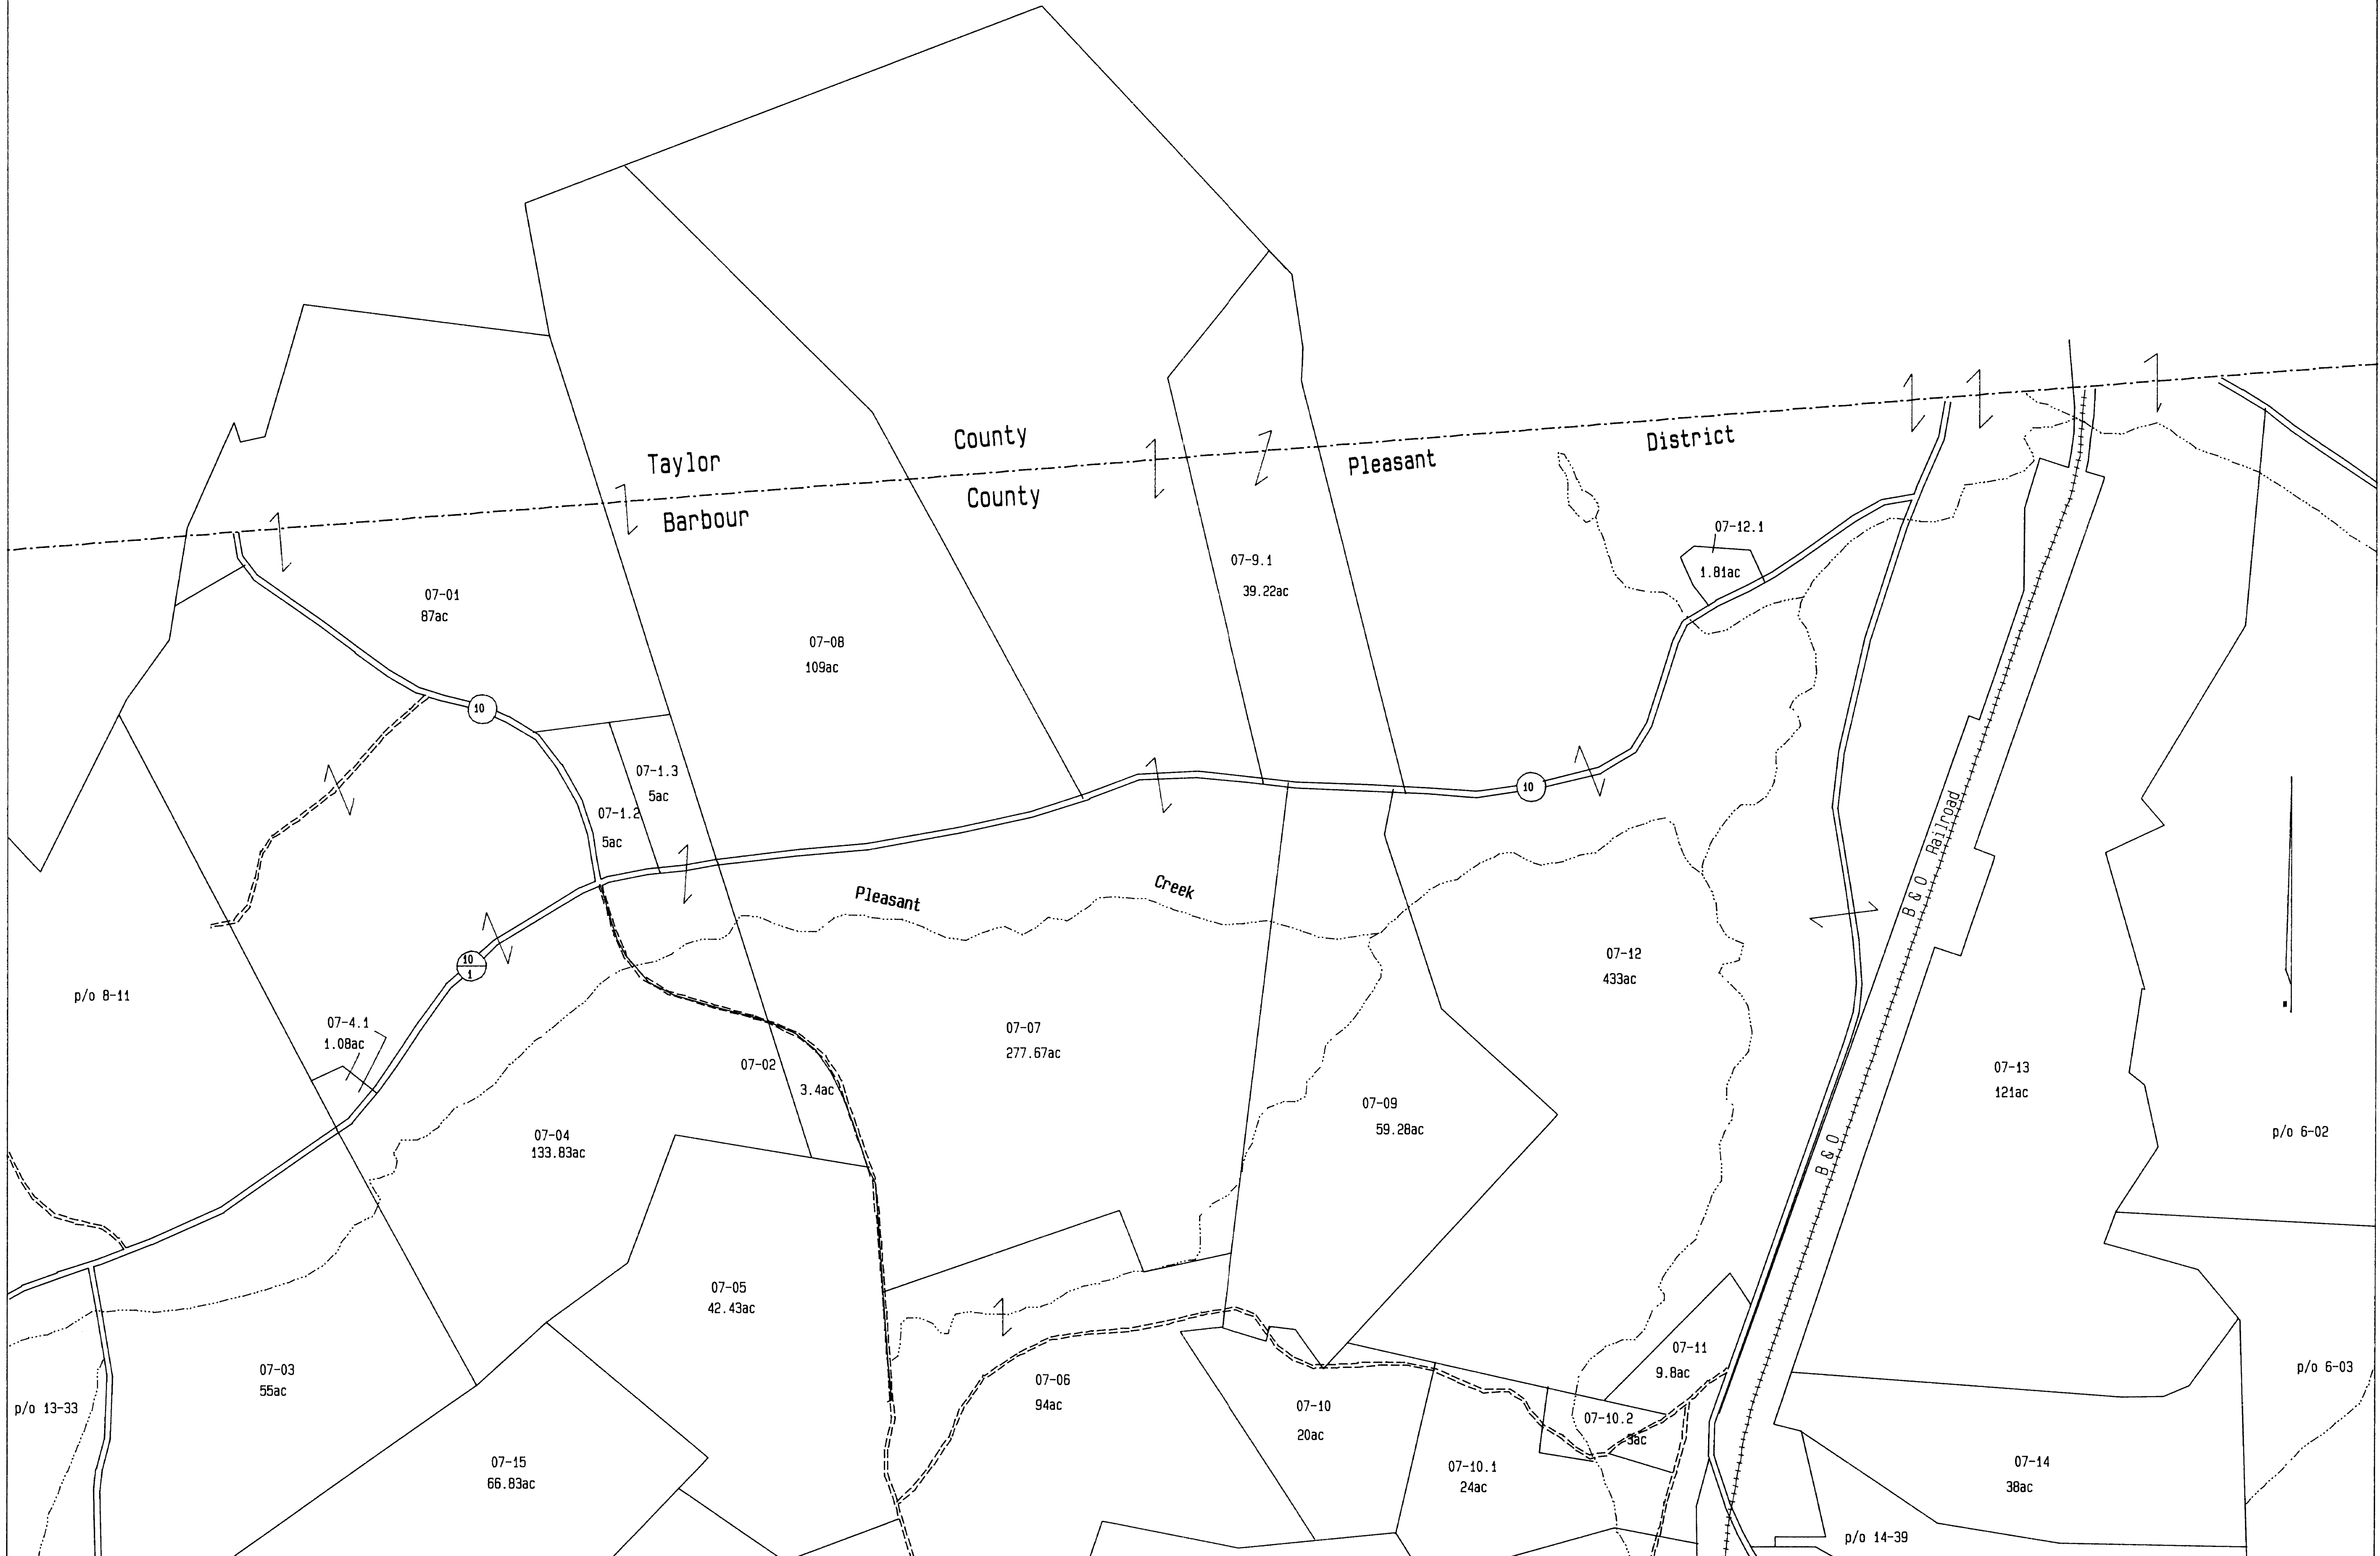 County
Taylor
District
Pleasant
County
Barbour
07-12.1
1.81ac
07-9.1
39.22ac
07-01
87ac
07-08
109ac
10
07-1.3
5ac
10
07-1.2
5ac
Railroad
B & O
Creek
Pleasant
07-12
433ac
10
1
p/o 8-11
07-4.1
1.08ac
07-07
277.67ac
07-02
3.4ac
07-13
121ac
07-09
59.28ac
p/o 6-02
07-04
133.83ac
B & O
07-05
42.43ac
07-11
9.8ac
p/o 6-03
07-03
55ac
07-06
94ac
p/o 13-33
07-10
20ac
07-10.2
3ac
07-15
66.83ac
07-10.1
24ac
07-14
38ac
p/o 14-39